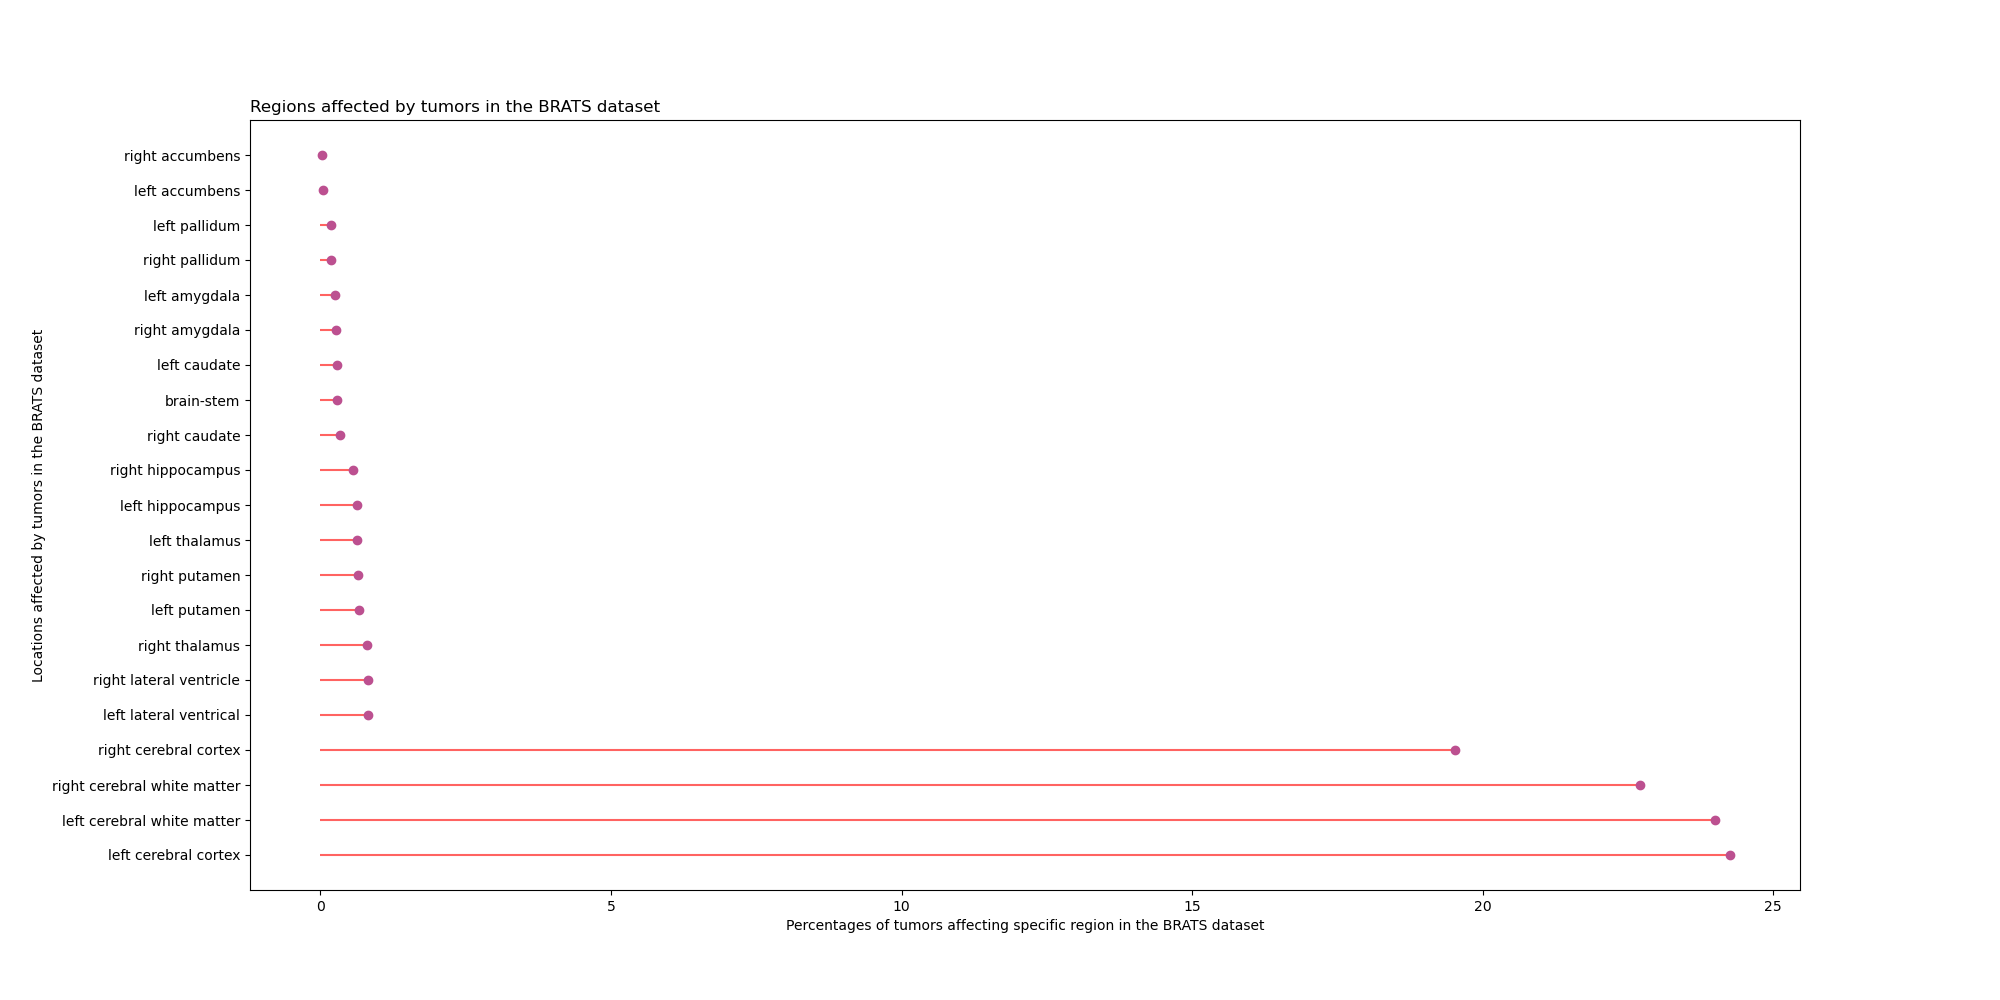 Regions affected by tumors in the BRATS dataset
right accumbens
left accumbens
left pallidum
right pallidum
left amygdala
right amygdala
left caudate
brain-stem
right caudate
right hippocampus
left hippocampus
left thalamus
right putamen
left putamen
right thalamus
right lateral ventricle
left lateral ventrical
right cerebral cortex
right cerebral white matter
left cerebral white matter
left cerebral cortex
Locations affected by tumors in the BRATS dataset
0 5 10 15 20 25
Percentages of tumors affecting specific region in the BRATS dataset